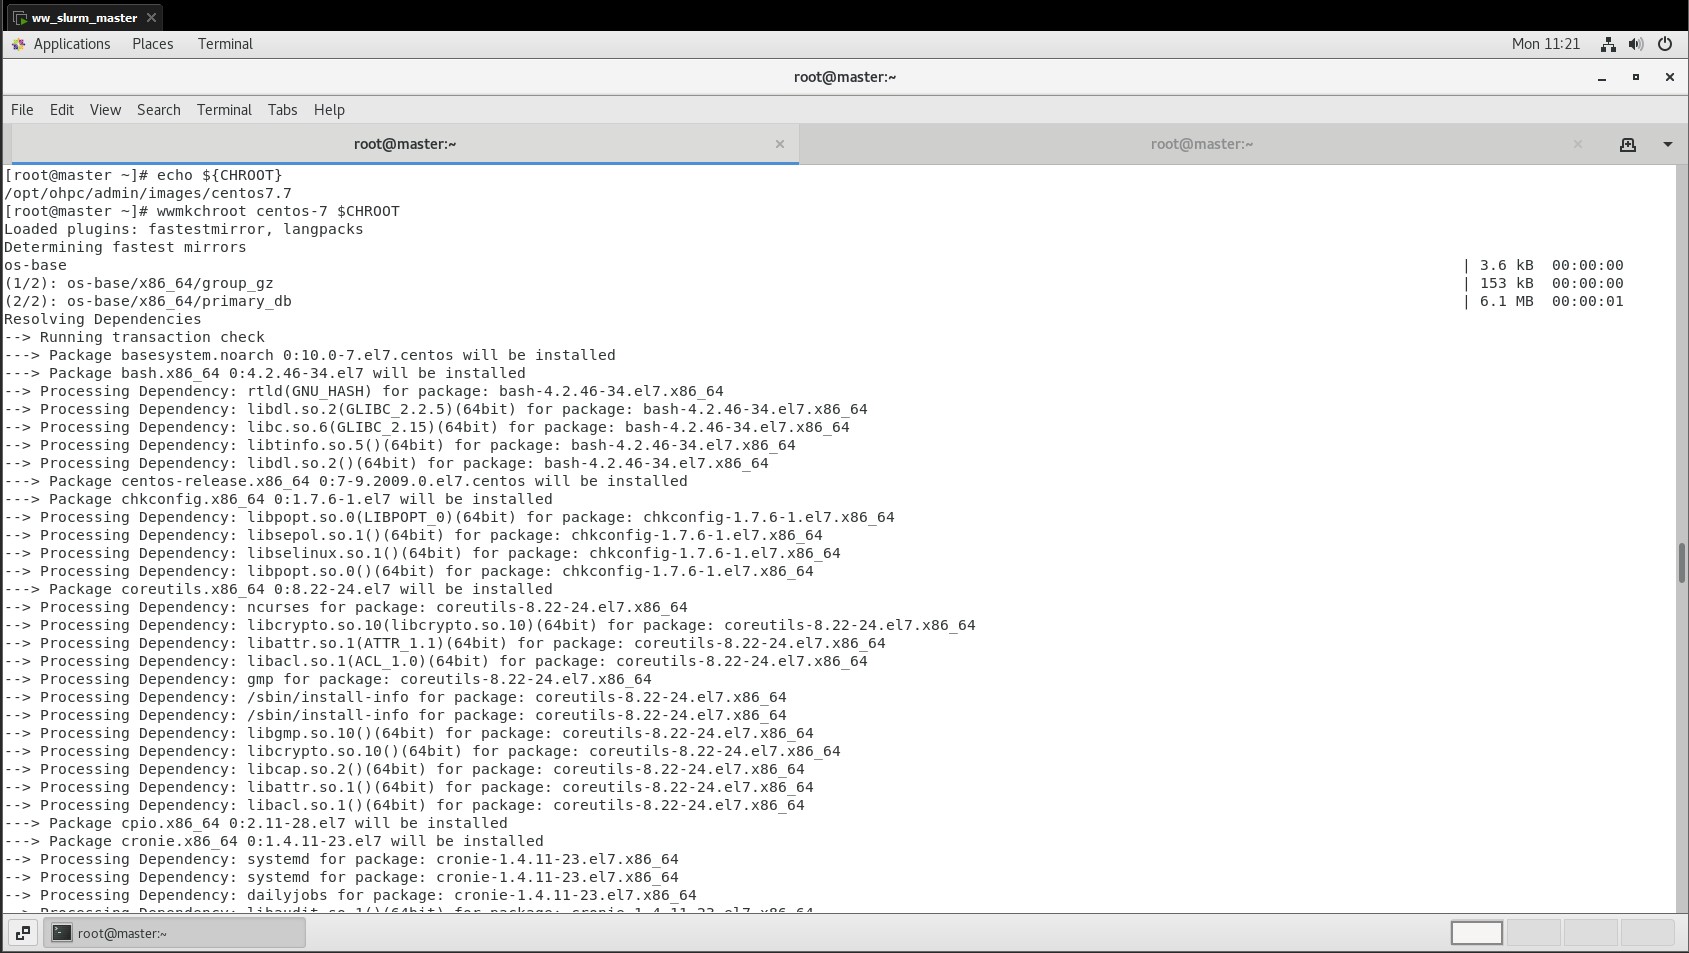 ww_slurm_master
Applications Places Terminal Mon 11:21
root@master:~
File Edit View Search Terminal Tabs Help
root@master:~ root@master:~
[root@master ~]# echo ${CHROOT}
/opt/ohpc/admin/images/centos7.7
[root@master ~]# wwmkchroot centos-7 $CHROOT
Loaded plugins: fastestmirror, langpacks
Determining fastest mirrors
os-base | 3.6 kB 00:00:00
(1/2): os-base/x86_64/group_gz | 153 kB 00:00:00
(2/2): os-base/x86_64/primary_db | 6.1 MB 00:00:01
Resolving Dependencies
--> Running transaction check
---> Package basesystem.noarch 0:10.0-7.el7.centos will be installed
---> Package bash.x86_64 0:4.2.46-34.el7 will be installed
--> Processing Dependency: rtld(GNU_HASH) for package: bash-4.2.46-34.el7.x86_64
--> Processing Dependency: libdl.so.2(GLIBC_2.2.5)(64bit) for package: bash-4.2.46-34.el7.x86_64
--> Processing Dependency: libc.so.6(GLIBC_2.15)(64bit) for package: bash-4.2.46-34.el7.x86_64
--> Processing Dependency: libtinfo.so.5()(64bit) for package: bash-4.2.46-34.el7.x86_64
--> Processing Dependency: libdl.so.2()(64bit) for package: bash-4.2.46-34.el7.x86_64
---> Package centos-release.x86_64 0:7-9.2009.0.el7.centos will be installed
---> Package chkconfig.x86_64 0:1.7.6-1.el7 will be installed
--> Processing Dependency: libpopt.so.0(LIBPOPT_0)(64bit) for package: chkconfig-1.7.6-1.el7.x86_64
--> Processing Dependency: libsepol.so.1()(64bit) for package: chkconfig-1.7.6-1.el7.x86_64
--> Processing Dependency: libselinux.so.1()(64bit) for package: chkconfig-1.7.6-1.el7.x86_64
--> Processing Dependency: libpopt.so.0()(64bit) for package: chkconfig-1.7.6-1.el7.x86_64
---> Package coreutils.x86_64 0:8.22-24.el7 will be installed
--> Processing Dependency: ncurses for package: coreutils-8.22-24.el7.x86_64
--> Processing Dependency: libcrypto.so.10(libcrypto.so.10)(64bit) for package: coreutils-8.22-24.el7.x86_64
--> Processing Dependency: libattr.so.1(ATTR_1.1)(64bit) for package: coreutils-8.22-24.el7.x86_64
--> Processing Dependency: libacl.so.1(ACL_1.0)(64bit) for package: coreutils-8.22-24.el7.x86_64
--> Processing Dependency: gmp for package: coreutils-8.22-24.el7.x86_64
--> Processing Dependency: /sbin/install-info for package: coreutils-8.22-24.el7.x86_64
--> Processing Dependency: /sbin/install-info for package: coreutils-8.22-24.el7.x86_64
--> Processing Dependency: libgmp.so.10()(64bit) for package: coreutils-8.22-24.el7.x86_64
--> Processing Dependency: libcrypto.so.10()(64bit) for package: coreutils-8.22-24.el7.x86_64
--> Processing Dependency: libcap.so.2()(64bit) for package: coreutils-8.22-24.el7.x86_64
--> Processing Dependency: libattr.so.1()(64bit) for package: coreutils-8.22-24.el7.x86_64
--> Processing Dependency: libacl.so.1()(64bit) for package: coreutils-8.22-24.el7.x86_64
---> Package cpio.x86_64 0:2.11-28.el7 will be installed
---> Package cronie.x86_64 0:1.4.11-23.el7 will be installed
--> Processing Dependency: systemd for package: cronie-1.4.11-23.el7.x86_64
--> Processing Dependency: systemd for package: cronie-1.4.11-23.el7.x86_64
--> Processing Dependency: dailyjobs for package: cronie-1.4.11-23.el7.x86_64
--> Processing Dependency: libaudit.so.1()(64bit) for package: cronie-1.4.11-23.el7.x86_64
root@master:~